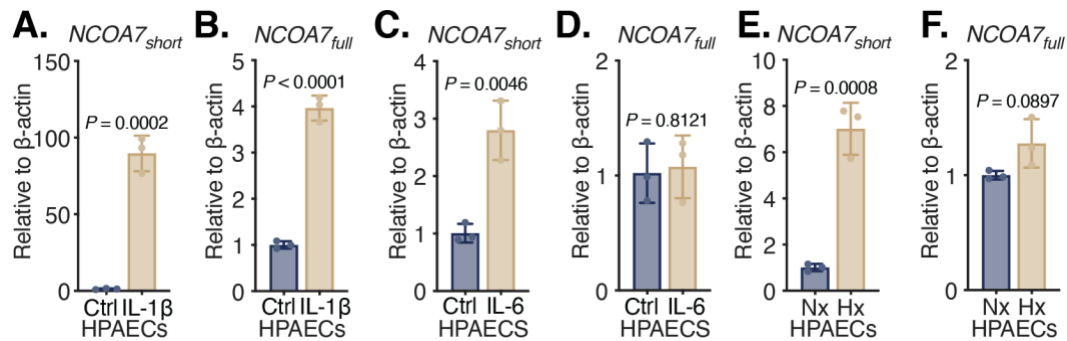 A. NCOA7short
Relative to β-actin
150
100
50
0
P = 0.0002
Ctrl IL-1β
HPAECs
B. NCOA7full
Relative to β-actin
5
4
3
2
1
0
P < 0.0001
Ctrl IL-1β
HPAECs
C. NCOA7short
Relative to β-actin
4
3
2
1
0
P = 0.0046
Ctrl IL-6
HPAECS
D. NCOA7full
Relative to β-actin
2
1
0
P = 0.8121
Ctrl IL-6
HPAECS
E. NCOA7short
Relative to β-actin
10
8
6
4
2
0
P = 0.0008
Nx Hx
HPAECs
F. NCOA7full
Relative to β-actin
2
1
0
P = 0.0897
Nx Hx
HPAECs